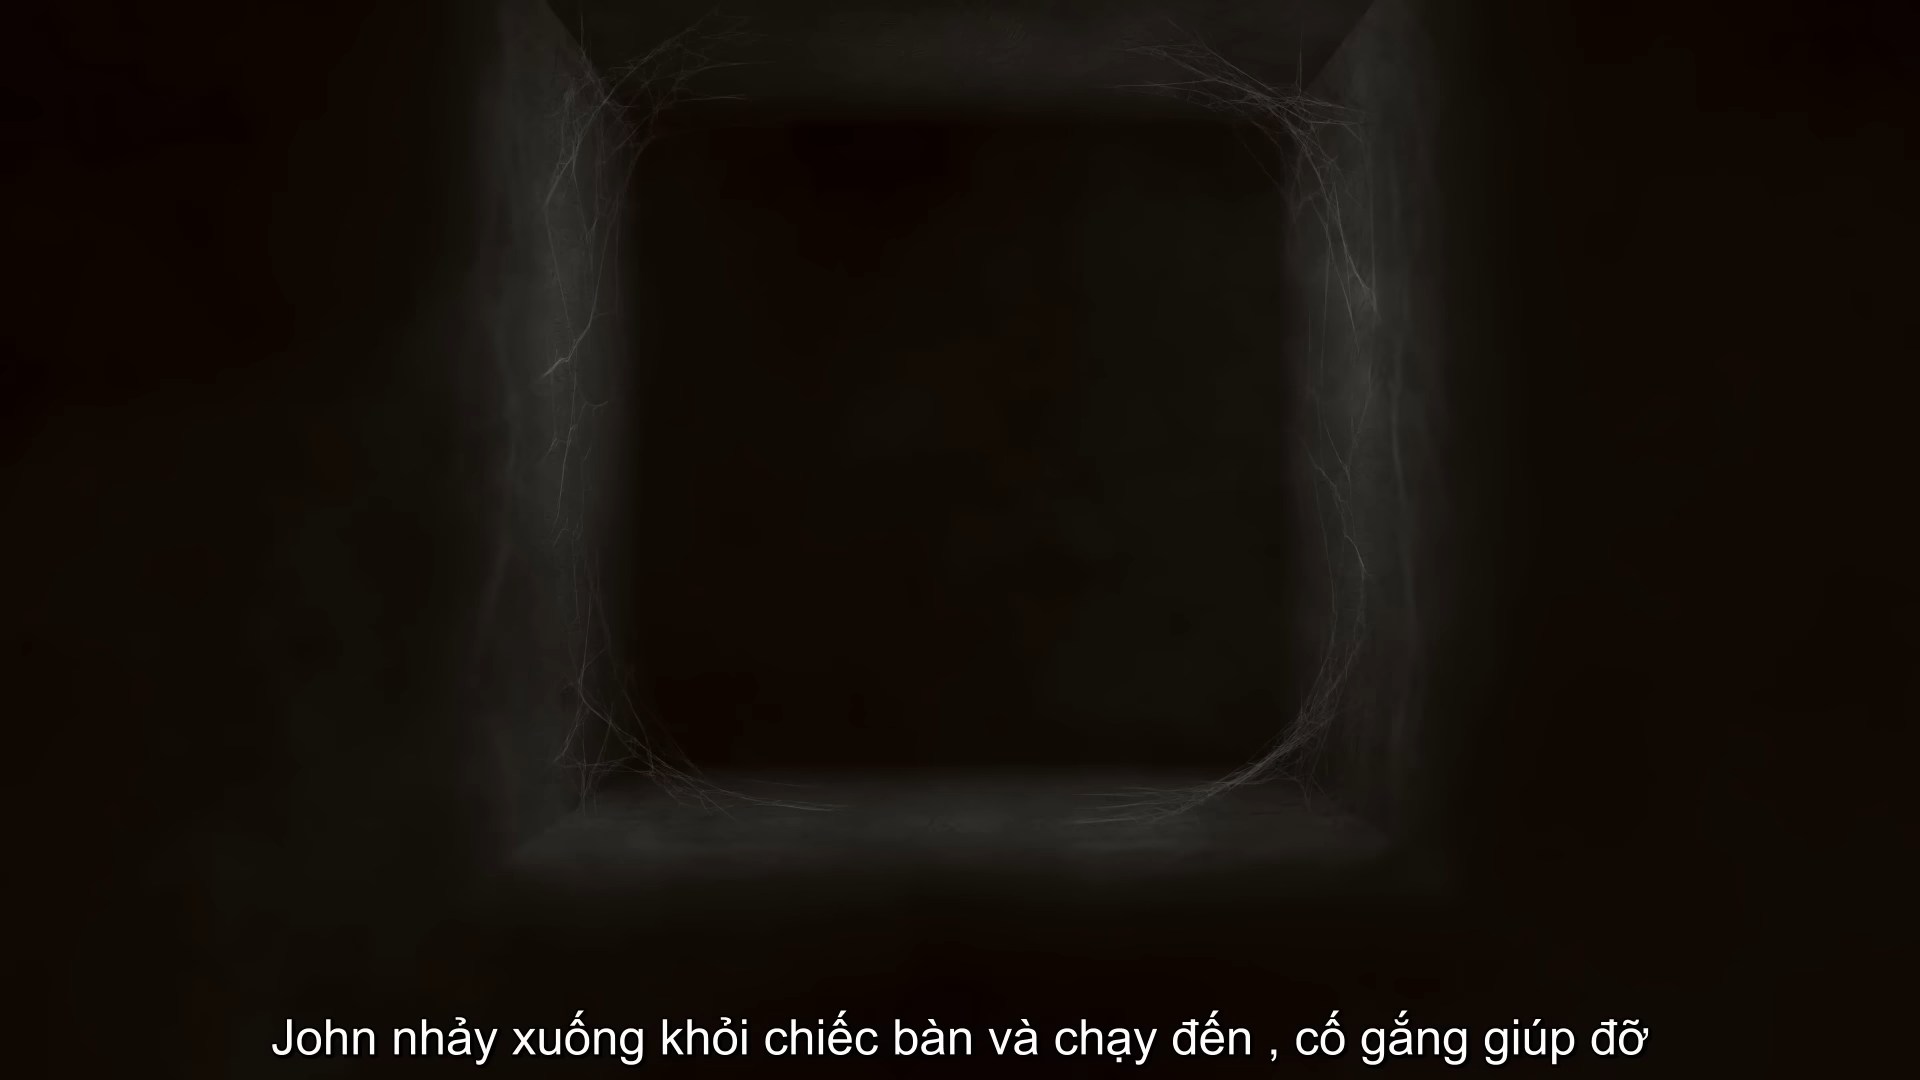 John nhảy xuống khỏi chiếc bàn và chạy đến , cố gắng giúp đỡ